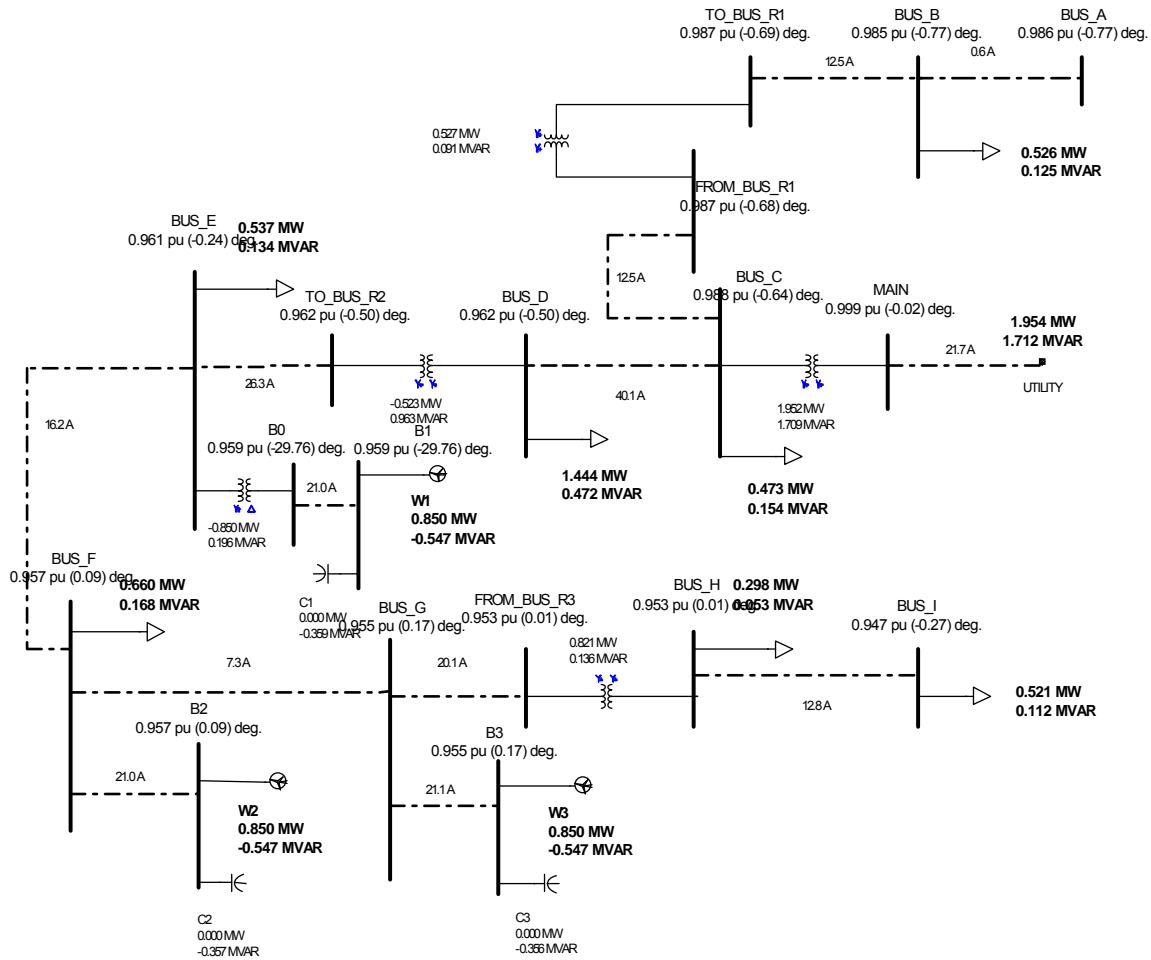 TO_BUS_R1
0.987 pu (-0.69) deg.
BUS_B
0.985 pu (-0.77) deg.
BUS_A
0.986 pu (-0.77) deg.
12.5 A
0.6 A
0.527 MW
0.091 MVAR
0.526 MW
0.125 MVAR
FROM_BUS_R1
0.987 pu (-0.68) deg.
BUS_E
0.961 pu (-0.24) deg.
0.537 MW
0.134 MVAR
12.5 A
BUS_C
0.988 pu (-0.64) deg.
TO_BUS_R2
0.962 pu (-0.50) deg.
BUS_D
0.962 pu (-0.50) deg.
MAIN
0.999 pu (-0.02) deg.
1.954 MW
1.712 MVAR
21.7 A
UTILITY
26.3 A
40.1 A
-0.523 MW
0.963 MVAR
1.952 MW
1.709 MVAR
16.2 A
B0
0.959 pu (-29.76) deg.
B1
0.959 pu (-29.76) deg.
21.0 A
-0.850 MW
0.196 MVAR
W1
0.850 MW
-0.547 MVAR
1.444 MW
0.472 MVAR
0.473 MW
0.154 MVAR
BUS_F
0.957 pu (0.09) deg.
0.660 MW
0.168 MVAR
C1
0.000 MW
-0.359 MVAR
BUS_G
0.955 pu (0.17) deg.
FROM_BUS_R3
0.953 pu (0.01) deg.
BUS_H
0.953 pu (0.01) deg.
0.298 MW
0.053 MVAR
BUS_I
0.947 pu (-0.27) deg.
0.821 MW
0.136 MVAR
7.3 A
20.1 A
12.8 A
0.521 MW
0.112 MVAR
B2
0.957 pu (0.09) deg.
B3
0.955 pu (0.17) deg.
21.0 A
21.1 A
W2
0.850 MW
-0.547 MVAR
W3
0.850 MW
-0.547 MVAR
C2
0.000 MW
-0.357 MVAR
C3
0.000 MW
-0.356 MVAR